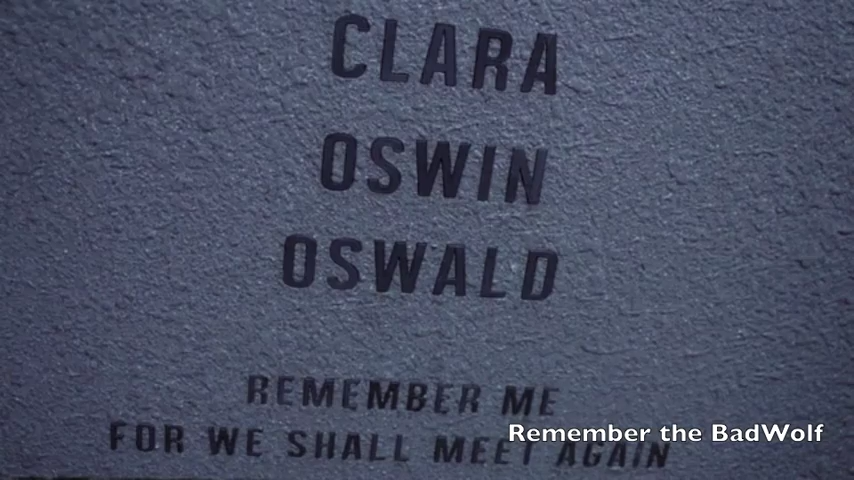 CLARA
OSWIN
OSWALD
REMEMBER ME
FOR WE SHALL MEET AGAIN
Remember the BadWolf